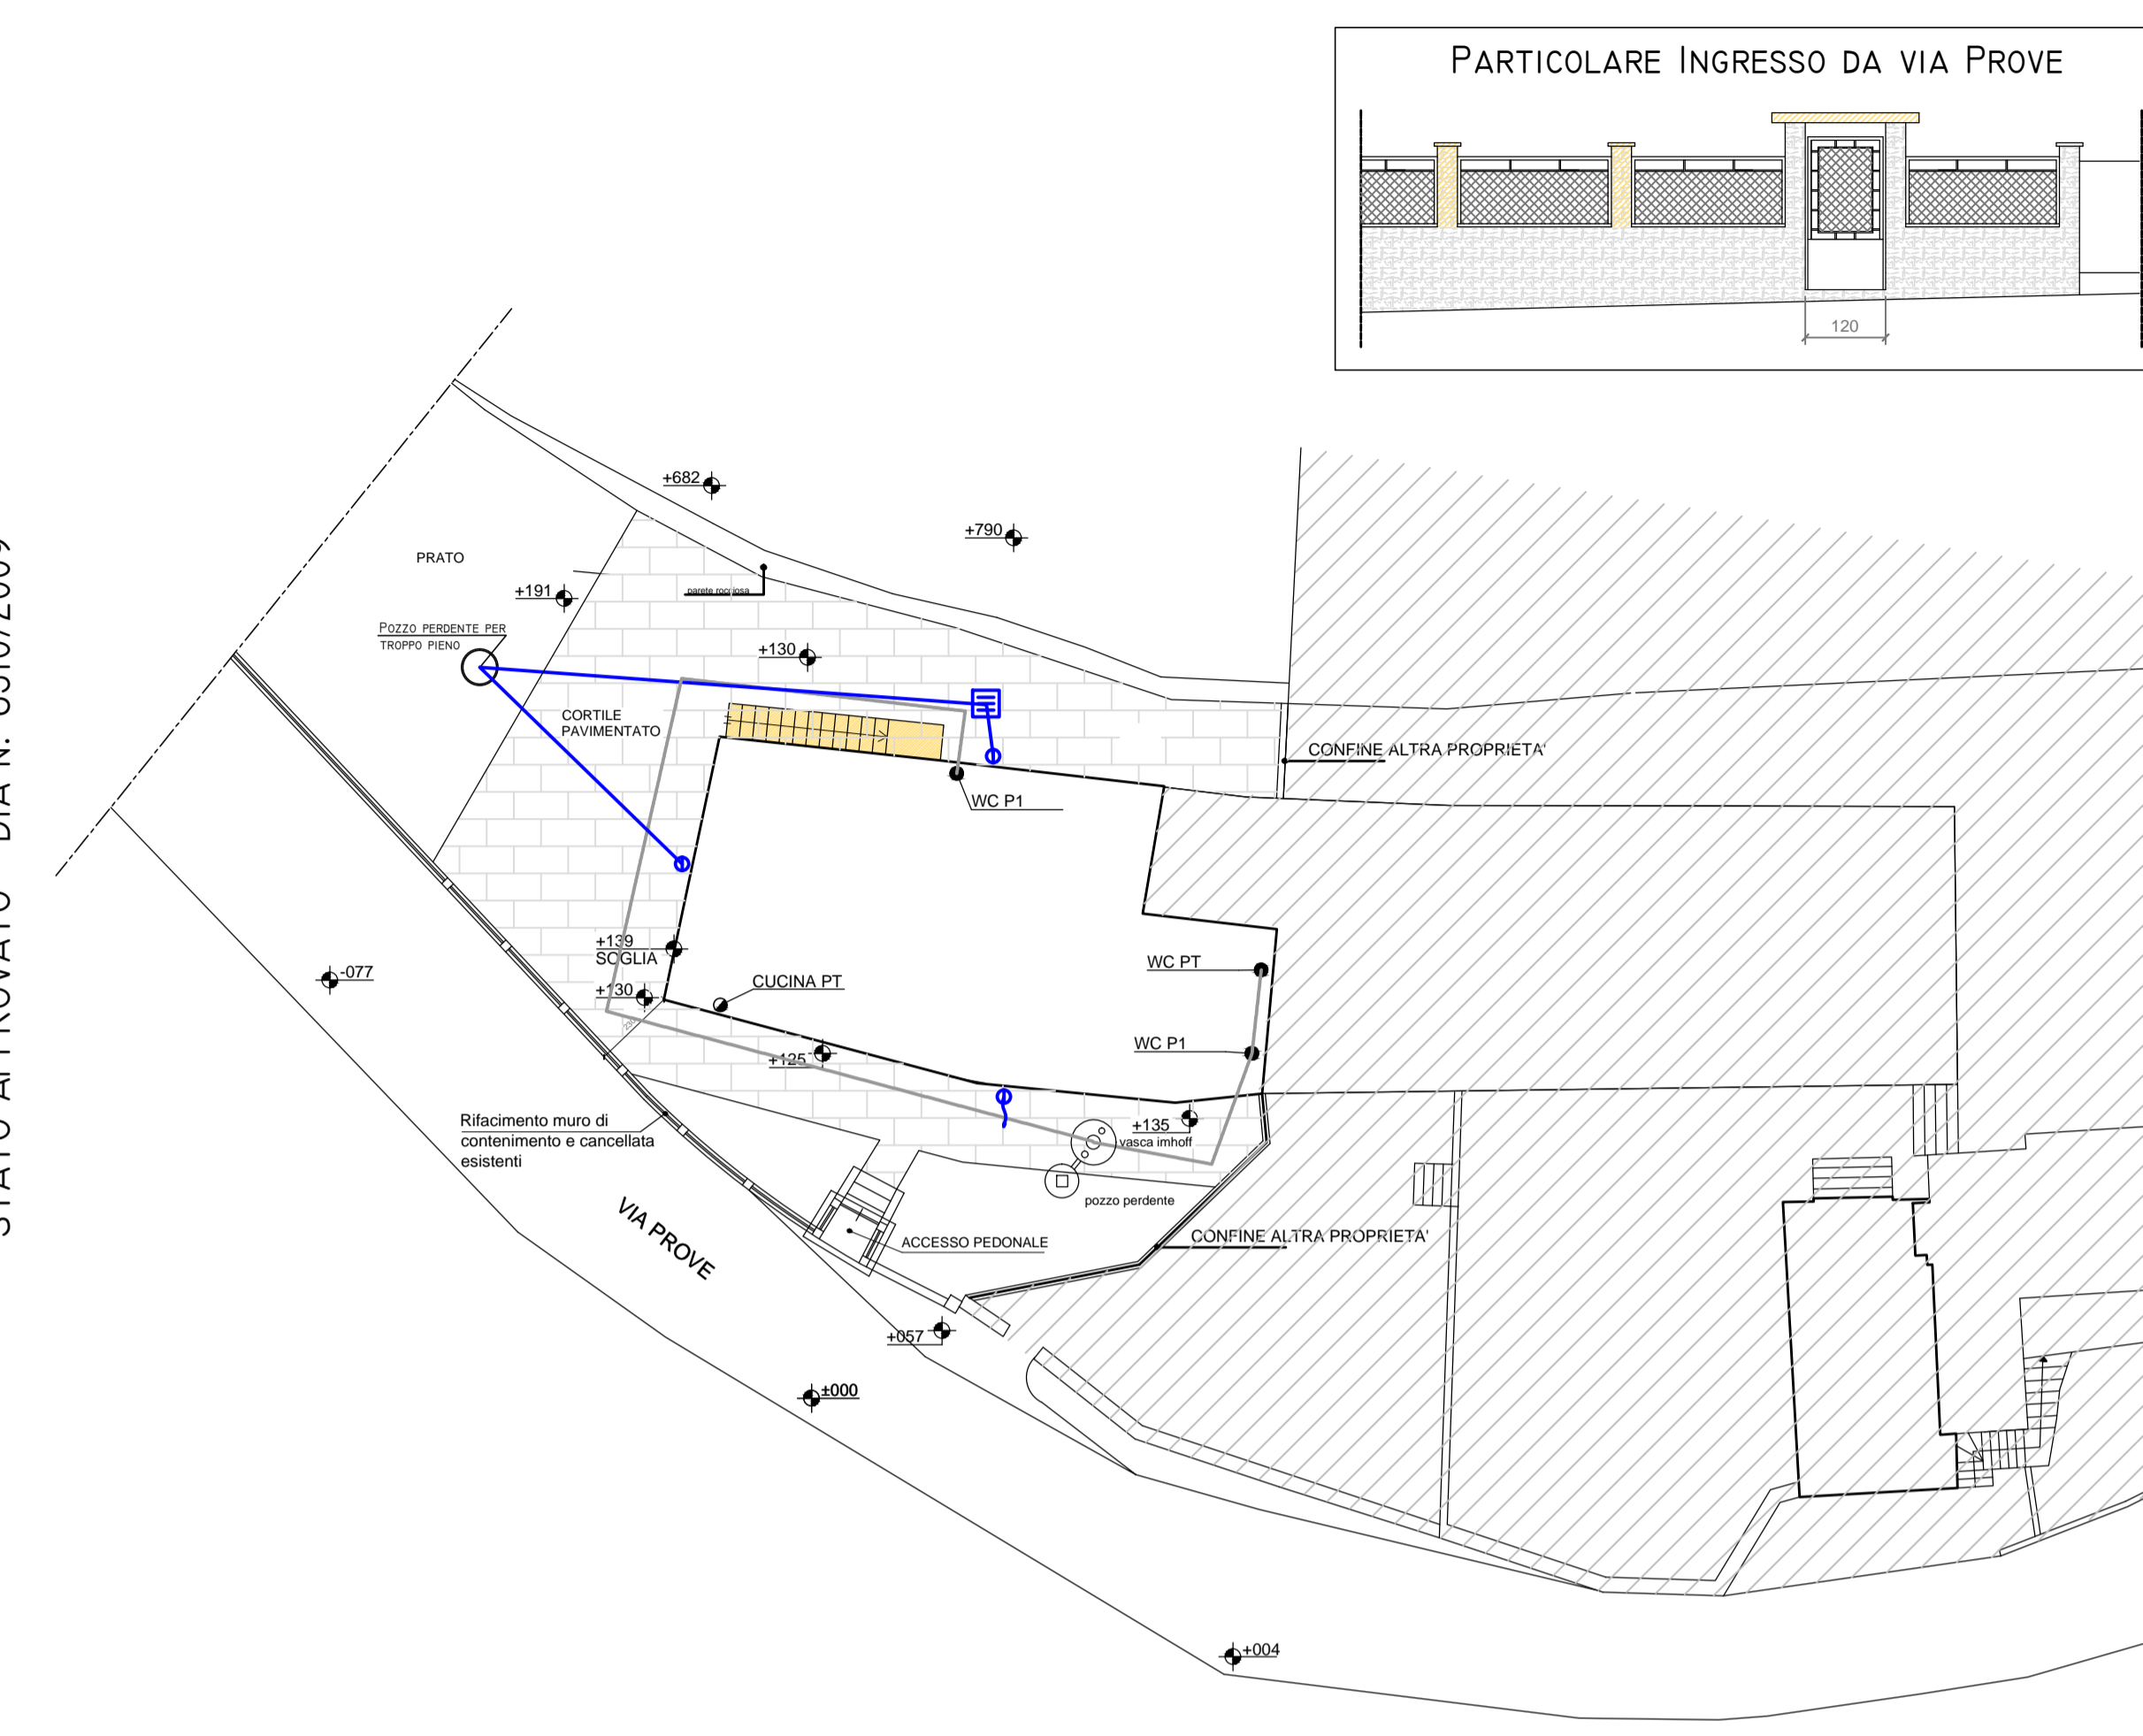 PARTICOLARE INGRESSO DA VIA PROVE
120
+682
+790
PRATO
+191
parete rocciosa
POZZO PERDENTE PER
TROPPO PIENO
+130
CORTILE
PAVIMENTATO
CONFINE ALTRA PROPRIETA'
WC P1
+139
SOGLIA
WC PT
-077
CUCINA PT
+130
230
WC P1
+125
Rifacimento muro di
contenimento e cancellata
esistenti
+135
vasca imhoff
pozzo perdente
VIA PROVE
ACCESSO PEDONALE
CONFINE ALTRA PROPRIETA'
+057
±000
+004